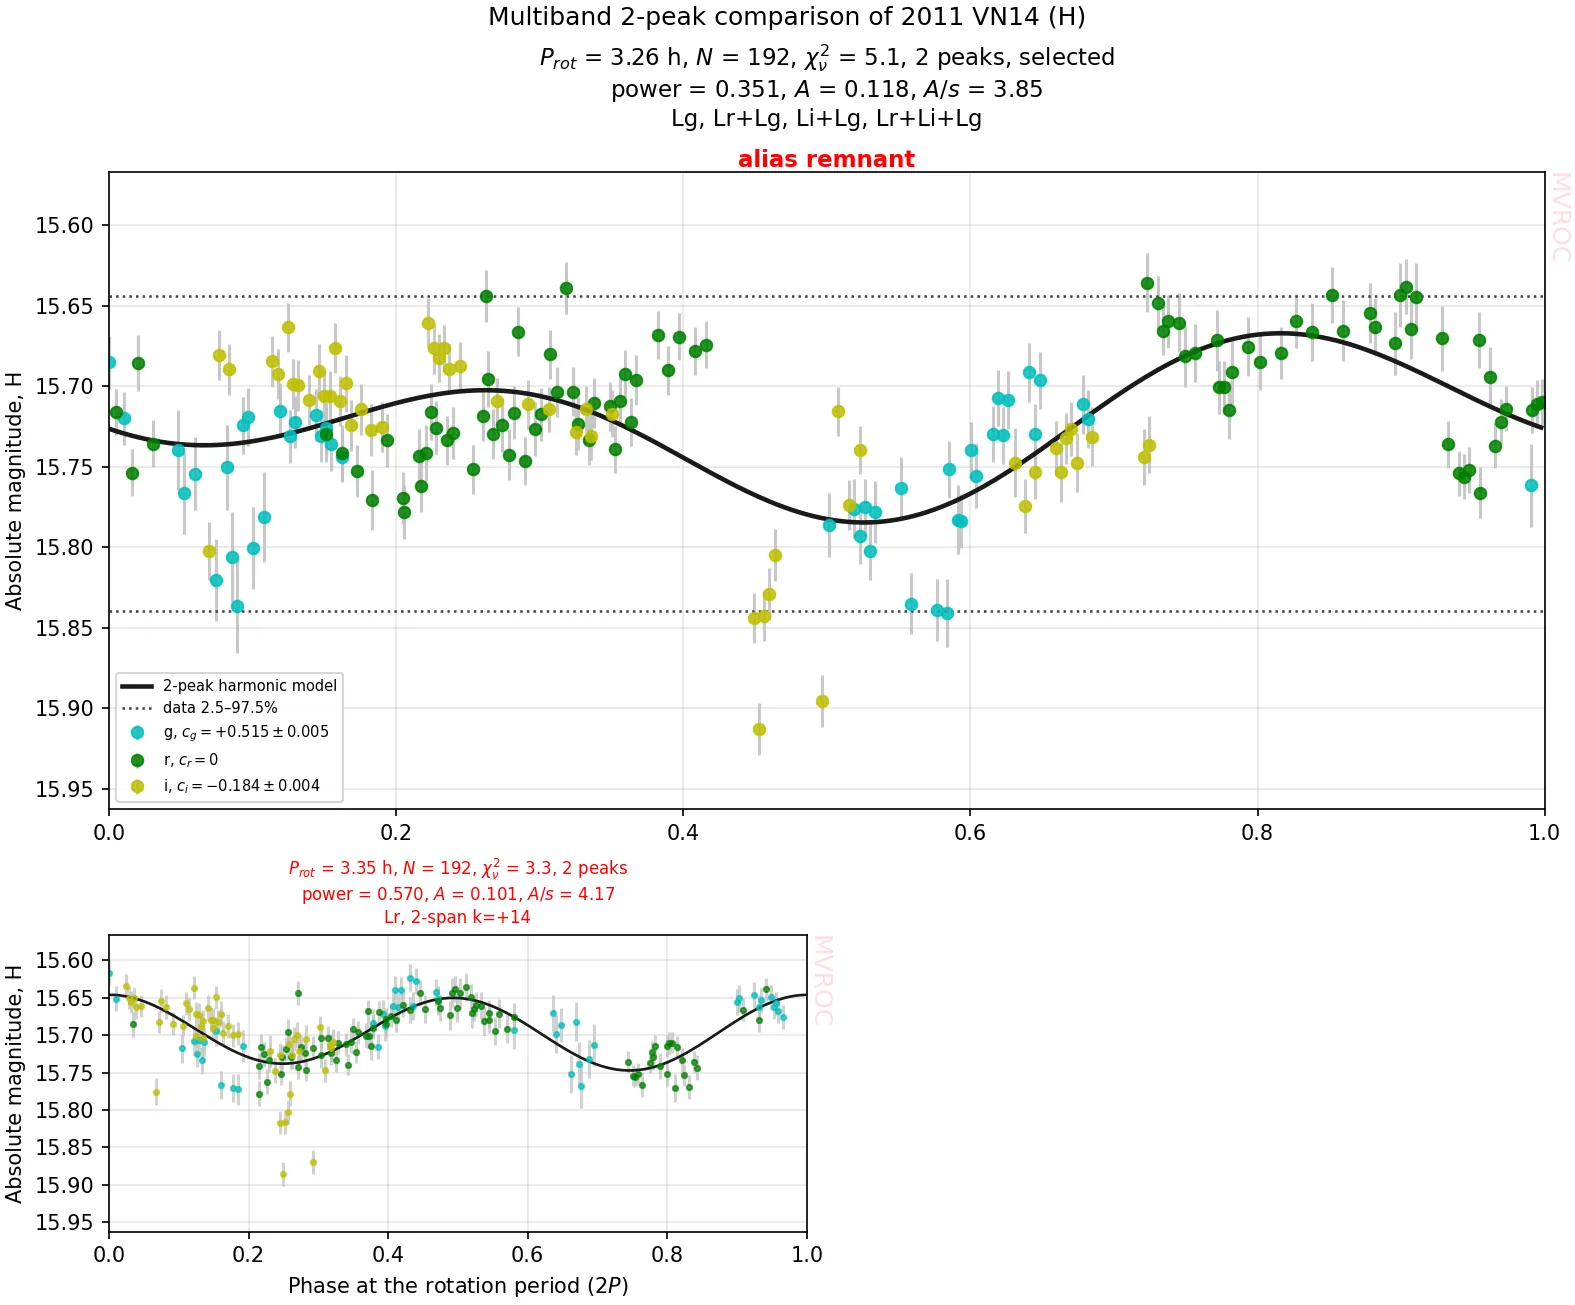 Multiband 2-peak comparison of 2011 VN14 (H)
P_rot = 3.26 h, N = 192, χ²_ν = 5.1, 2 peaks, selected
power = 0.351, A = 0.118, A/s = 3.85
Lg, Lr+Lg, Li+Lg, Lr+Li+Lg
alias remnant
MVROC
Absolute magnitude, H
15.60
15.65
15.70
15.75
15.80
15.85
15.90
15.95
2-peak harmonic model
data 2.5–97.5%
g, c_g = +0.515 ± 0.005
r, c_r = 0
i, c_i = −0.184 ± 0.004
0.0 0.2 0.4 0.6 0.8 1.0
P_rot = 3.35 h, N = 192, χ²_ν = 3.3, 2 peaks
power = 0.570, A = 0.101, A/s = 4.17
Lr, 2-span k=+14
MVROC
Absolute magnitude, H
15.60
15.65
15.70
15.75
15.80
15.85
15.90
15.95
0.0 0.2 0.4 0.6 0.8 1.0
Phase at the rotation period (2P)